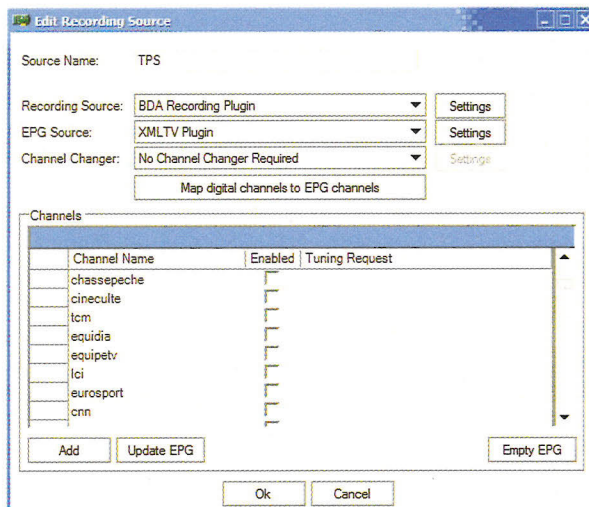 Edit Recording Source
Source Name: TPS
Recording Source: BDA Recording Plugin Settings
EPG Source: XMLTV Plugin Settings
Channel Changer: No Channel Changer Required Settings
Map digital channels to EPG channels
Channels
Channel Name Enabled Tuning Request
chassepeche
cineculte
tcm
equidia
equipetv
lci
eurosport
cnn
Add Update EPG Empty EPG
Ok Cancel